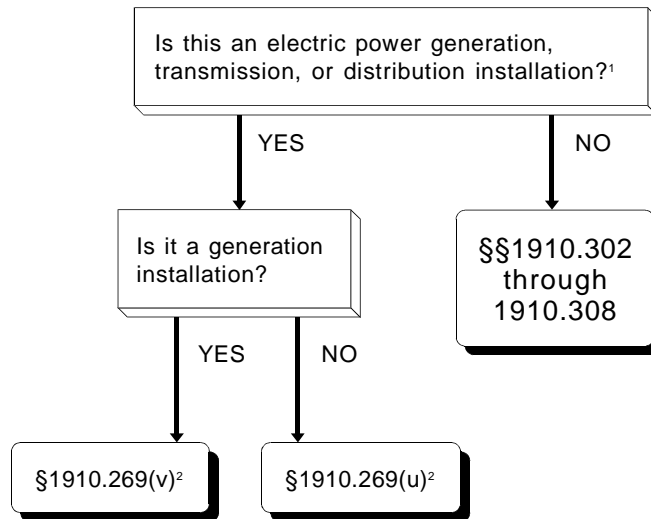 Is this an electric power generation,
transmission, or distribution installation?¹
YES
NO
Is it a generation
installation?
§§1910.302
through
1910.308
YES
NO
§1910.269(v)²
§1910.269(u)²